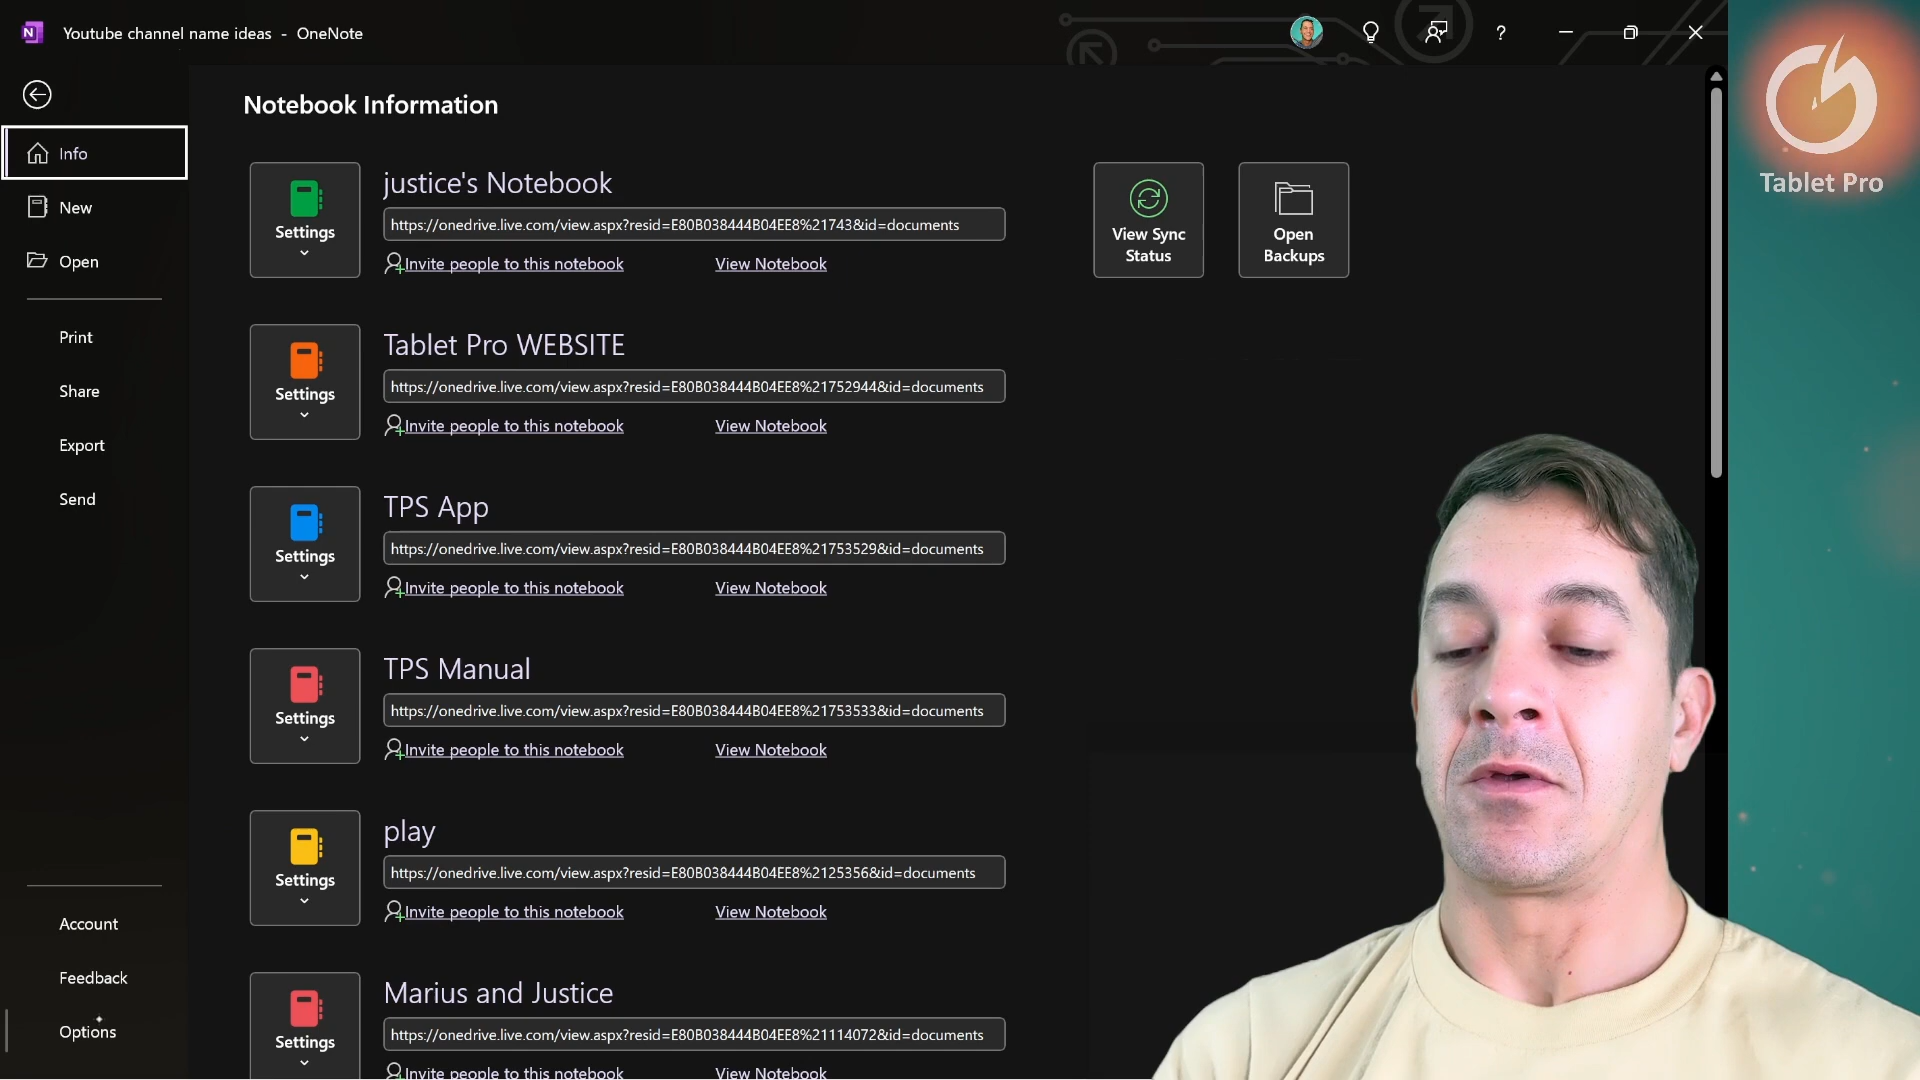 Youtube channel name ideas - OneNote
?
Tablet Pro
Info
New
Open
Print
Share
Export
Send
Account
Feedback
Options
Notebook Information
Settings
justice's Notebook
https://onedrive.live.com/view.aspx?resid=E80B038444B04EE8%21743&id=documents
Invite people to this notebook View Notebook
View Sync
Status
Open
Backups
Settings
Tablet Pro WEBSITE
https://onedrive.live.com/view.aspx?resid=E80B038444B04EE8%21752944&id=documents
Invite people to this notebook View Notebook
Settings
TPS App
https://onedrive.live.com/view.aspx?resid=E80B038444B04EE8%21753529&id=documents
Invite people to this notebook View Notebook
Settings
TPS Manual
https://onedrive.live.com/view.aspx?resid=E80B038444B04EE8%21753533&id=documents
Invite people to this notebook View Notebook
Settings
play
https://onedrive.live.com/view.aspx?resid=E80B038444B04EE8%2125356&id=documents
Invite people to this notebook View Notebook
Settings
Marius and Justice
https://onedrive.live.com/view.aspx?resid=E80B038444B04EE8%21114072&id=documents
Invite people to this notebook View Notebook